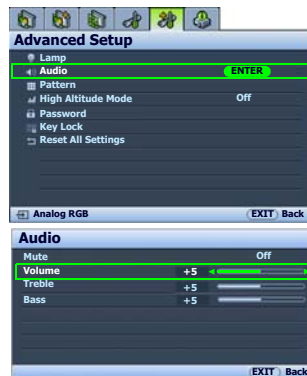 Advanced Setup
Lamp
Audio ENTER
Pattern
High Altitude Mode Off
Password
Key Lock
Reset All Settings
Analog RGB EXIT Back
Audio
Mute Off
Volume +5
Treble +5
Bass +5
EXIT Back